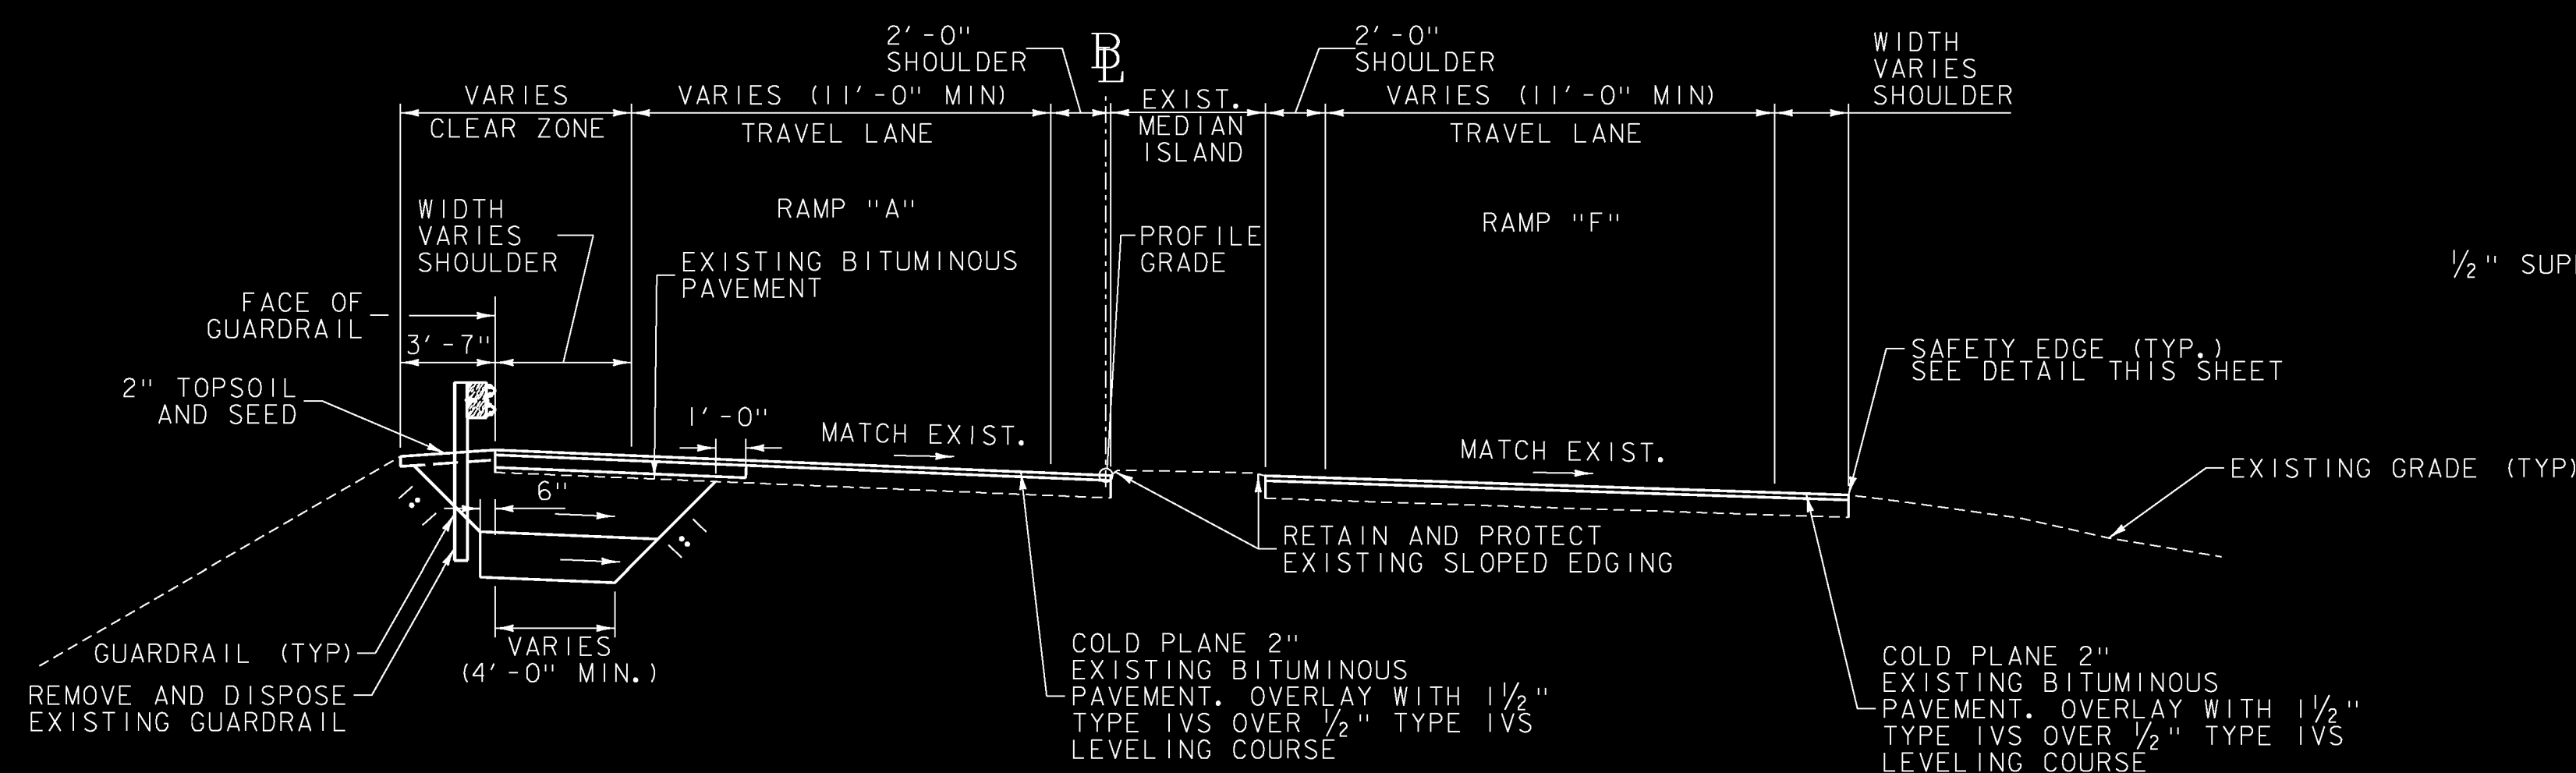 2'-0"
SHOULDER
BL
2'-0"
SHOULDER
WIDTH
VARIES
SHOULDER
VARIES
CLEAR ZONE
VARIES (11'-0" MIN)
TRAVEL LANE
EXIST.
MEDIAN
ISLAND
VARIES (11'-0" MIN)
TRAVEL LANE
WIDTH
VARIES
SHOULDER
RAMP "A"
RAMP "F"
EXISTING BITUMINOUS
PAVEMENT
PROFILE
GRADE
½" SUP
FACE OF
GUARDRAIL
3'-7"
SAFETY EDGE (TYP.)
SEE DETAIL THIS SHEET
2" TOPSOIL
AND SEED
1'-0"
MATCH EXIST.
MATCH EXIST.
EXISTING GRADE (TYP)
1:1
6"
1:1
RETAIN AND PROTECT
EXISTING SLOPED EDGING
GUARDRAIL (TYP)
REMOVE AND DISPOSE
EXISTING GUARDRAIL
VARIES
(4'-0" MIN.)
COLD PLANE 2"
EXISTING BITUMINOUS
PAVEMENT. OVERLAY WITH 1½"
TYPE IVS OVER ½" TYPE IVS
LEVELING COURSE
COLD PLANE 2"
EXISTING BITUMINOUS
PAVEMENT. OVERLAY WITH 1½"
TYPE IVS OVER ½" TYPE IVS
LEVELING COURSE